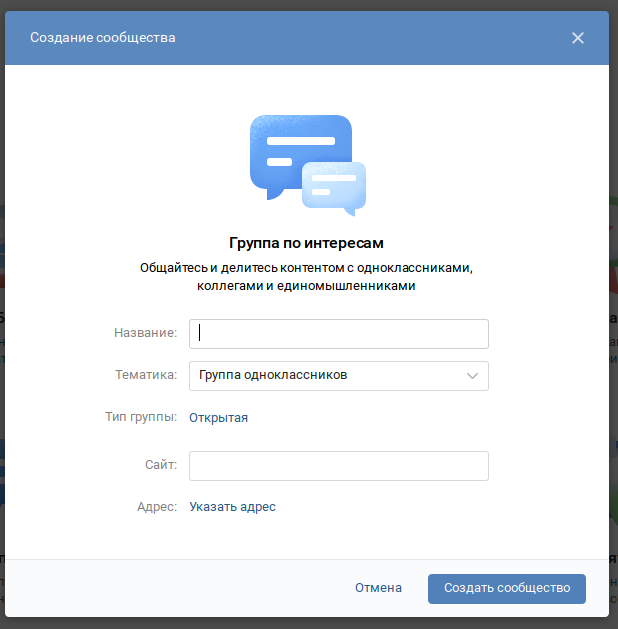 Создание сообщества
Группа по интересам
Общайтесь и делитесь контентом с одноклассниками,
коллегами и единомышленниками
Название:
Тематика: Группа одноклассников
Тип группы: Открытая
Сайт:
Адрес: Указать адрес
Отмена Создать сообщество